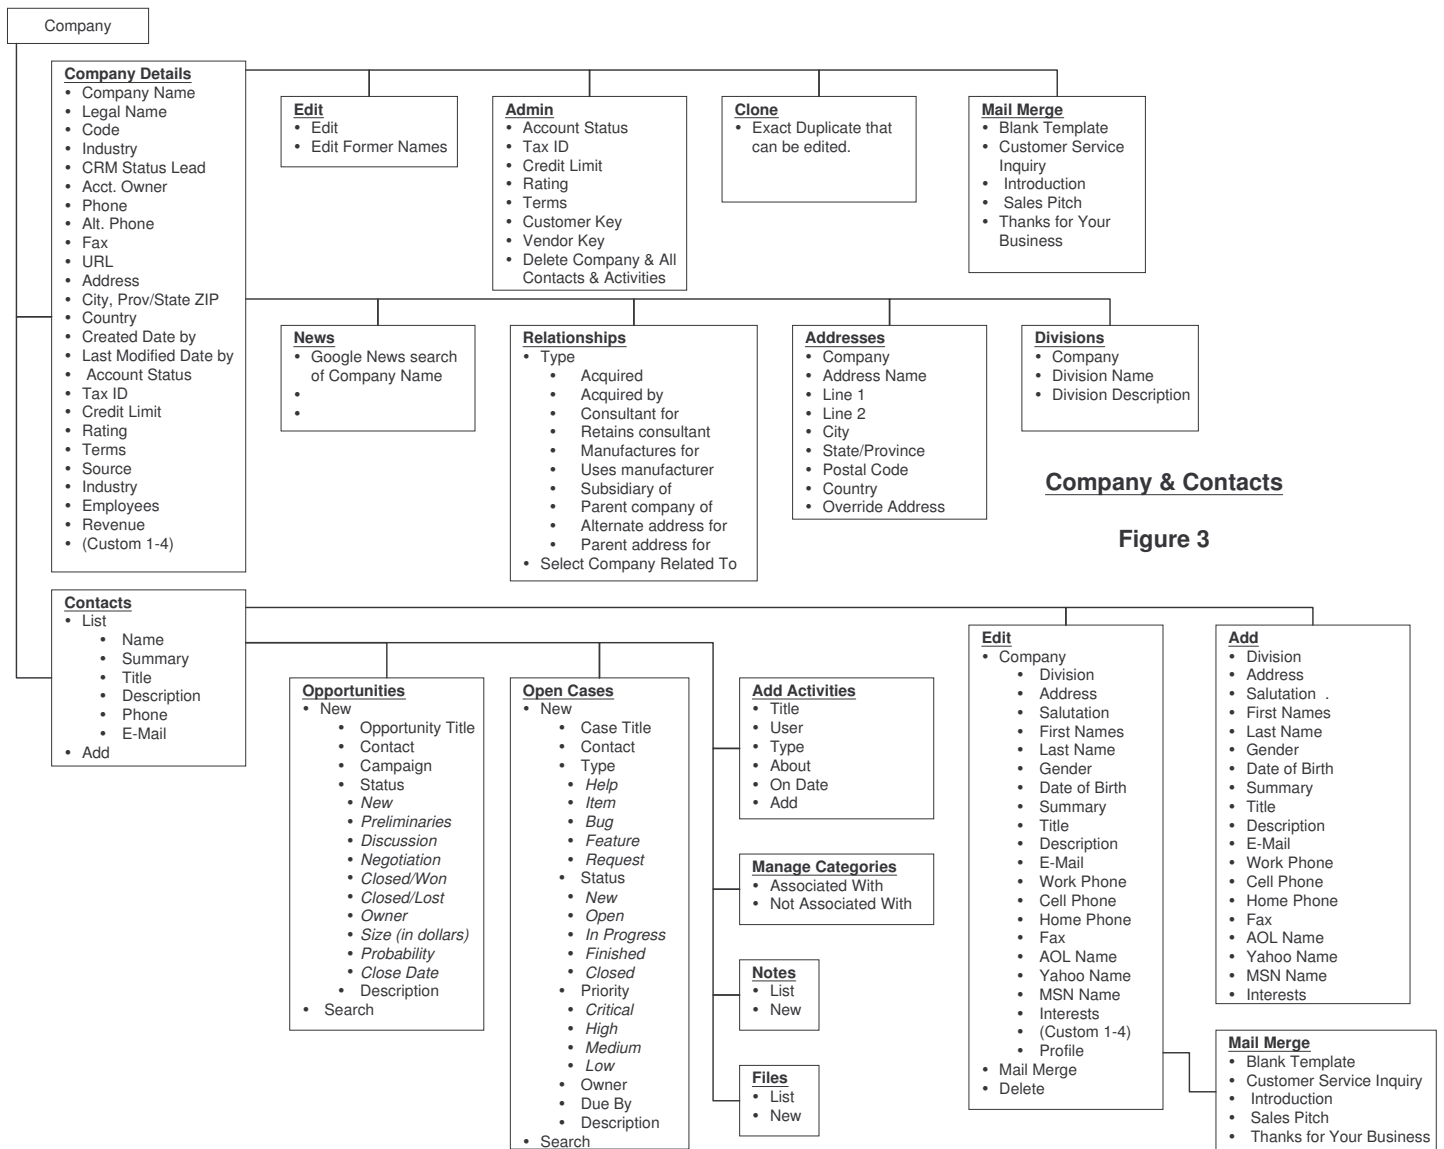 Company
Company Details
• Company Name
• Legal Name
• Code
• Industry
• CRM Status Lead
• Acct. Owner
• Phone
• Alt. Phone
• Fax
• URL
• Address
• City, Prov/State ZIP
• Country
• Created Date by
• Last Modified Date by
• Account Status
• Tax ID
• Credit Limit
• Rating
• Terms
• Source
• Industry
• Employees
• Revenue
• (Custom 1-4)
Edit
• Edit
• Edit Former Names
Admin
• Account Status
• Tax ID
• Credit Limit
• Rating
• Terms
• Customer Key
• Vendor Key
• Delete Company & All
Contacts & Activities
Clone
• Exact Duplicate that
can be edited.
Mail Merge
• Blank Template
• Customer Service
Inquiry
• Introduction
• Sales Pitch
• Thanks for Your
Business
News
• Google News search
of Company Name
•
•
Relationships
• Type
• Acquired
• Acquired by
• Consultant for
• Retains consultant
• Manufactures for
• Uses manufacturer
• Subsidiary of
• Parent company of
• Alternate address for
• Parent address for
• Select Company Related To
Addresses
• Company
• Address Name
• Line 1
• Line 2
• City
• State/Province
• Postal Code
• Country
• Override Address
Divisions
• Company
• Division Name
• Division Description
Company & Contacts
Figure 3
Contacts
• List
• Name
• Summary
• Title
• Description
• Phone
• E-Mail
• Add
Opportunities
• New
• Opportunity Title
• Contact
• Campaign
• Status
• New
• Preliminaries
• Discussion
• Negotiation
• Closed/Won
• Closed/Lost
• Owner
• Size (in dollars)
• Probability
• Close Date
• Description
• Search
Open Cases
• New
• Case Title
• Contact
• Type
• Help
• Item
• Bug
• Feature
• Request
• Status
• New
• Open
• In Progress
• Finished
• Closed
• Priority
• Critical
• High
• Medium
• Low
• Owner
• Due By
• Description
• Search
Add Activities
• Title
• User
• Type
• About
• On Date
• Add
Manage Categories
• Associated With
• Not Associated With
Notes
• List
• New
Files
• List
• New
Edit
• Company
• Division
• Address
• Salutation
• First Names
• Last Name
• Gender
• Date of Birth
• Summary
• Title
• Description
• E-Mail
• Work Phone
• Cell Phone
• Home Phone
• Fax
• AOL Name
• Yahoo Name
• MSN Name
• Interests
• (Custom 1-4)
• Profile
• Mail Merge
• Delete
Add
• Division
• Address
• Salutation .
• First Names
• Last Name
• Gender
• Date of Birth
• Summary
• Title
• Description
• E-Mail
• Work Phone
• Cell Phone
• Home Phone
• Fax
• AOL Name
• Yahoo Name
• MSN Name
• Interests
Mail Merge
• Blank Template
• Customer Service Inquiry
• Introduction
• Sales Pitch
• Thanks for Your Business